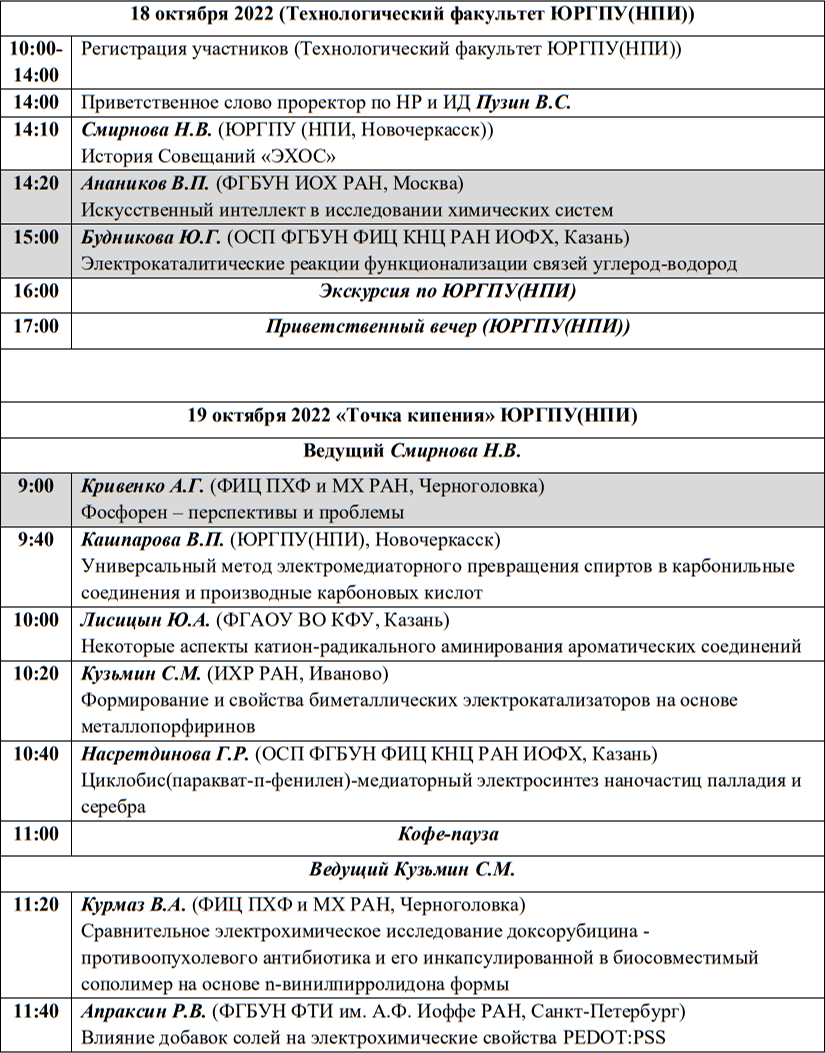 18 октября 2022 (Технологический факультет ЮРГПУ(НПИ))
10:00-
14:00
Регистрация участников (Технологический факультет ЮРГПУ(НПИ))
14:00 Приветственное слово проректор по НР и ИД Пузин В.С.
14:10 Смирнова Н.В. (ЮРГПУ (НПИ, Новочеркасск))
История Совещаний «ЭХОС»
14:20 Анаников В.П. (ФГБУН ИОХ РАН, Москва)
Искусственный интеллект в исследовании химических систем
15:00 Будникова Ю.Г. (ОСП ФГБУН ФИЦ КНЦ РАН ИОФХ, Казань)
Электрокаталитические реакции функционализации связей углерод-водород
16:00 Экскурсия по ЮРГПУ(НПИ)
17:00 Приветственный вечер (ЮРГПУ(НПИ))
19 октября 2022 «Точка кипения» ЮРГПУ(НПИ)
Ведущий Смирнова Н.В.
9:00 Кривенко А.Г. (ФИЦ ПХФ и МХ РАН, Черноголовка)
Фосфорен – перспективы и проблемы
9:40 Кашпарова В.П. (ЮРГПУ(НПИ), Новочеркасск)
Универсальный метод электромедиаторного превращения спиртов в карбонильные
соединения и производные карбоновых кислот
10:00 Лисицын Ю.А. (ФГАОУ ВО КФУ, Казань)
Некоторые аспекты катион-радикального аминирования ароматических соединений
10:20 Кузьмин С.М. (ИХР РАН, Иваново)
Формирование и свойства биметаллических электрокатализаторов на основе
металлопорфиринов
10:40 Насретдинова Г.Р. (ОСП ФГБУН ФИЦ КНЦ РАН ИОФХ, Казань)
Циклобис(паракват-п-фенилен)-медиаторный электросинтез наночастиц палладия и
серебра
11:00 Кофе-пауза
Ведущий Кузьмин С.М.
11:20 Курмаз В.А. (ФИЦ ПХФ и МХ РАН, Черноголовка)
Сравнительное электрохимическое исследование доксорубицина -
противоопухолевого антибиотика и его инкапсулированной в биосовместимый
сополимер на основе n-винилпирролидона формы
11:40 Апраксин Р.В. (ФГБУН ФТИ им. А.Ф. Иоффе РАН, Санкт-Петербург)
Влияние добавок солей на электрохимические свойства PEDOT:PSS